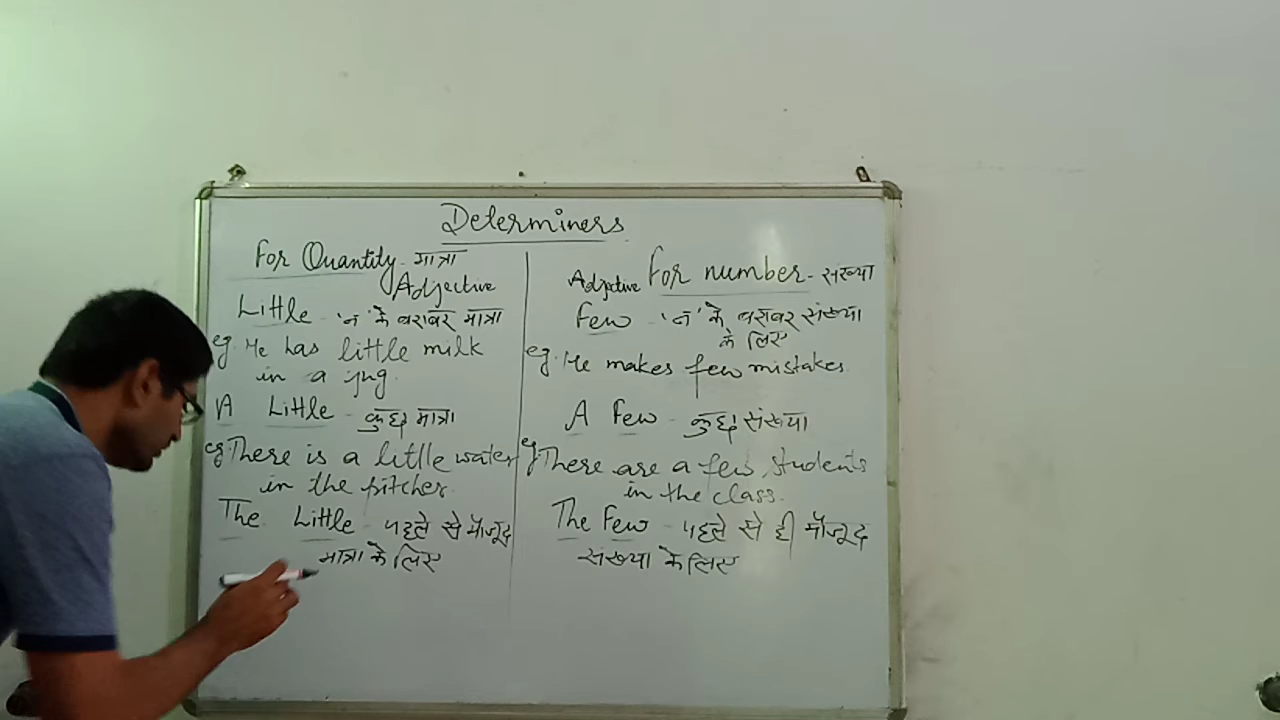 Determiners
For Quantity - मात्रा
Adjective
Little - 'न' के बराबर मात्रा
eg. He has little milk
in a jug.
A Little - कुछ मात्रा
eg There is a little water
in the pitcher.
The Little - पहले से मौजूद
मात्रा के लिए
Adjective For number - संख्या
Few - 'न' के बराबर संख्या
के लिए
eg. He makes few mistakes
A Few - कुछ संख्या
eg There are a few students
in the class.
The Few - पहले से ही मौजूद
संख्या के लिए